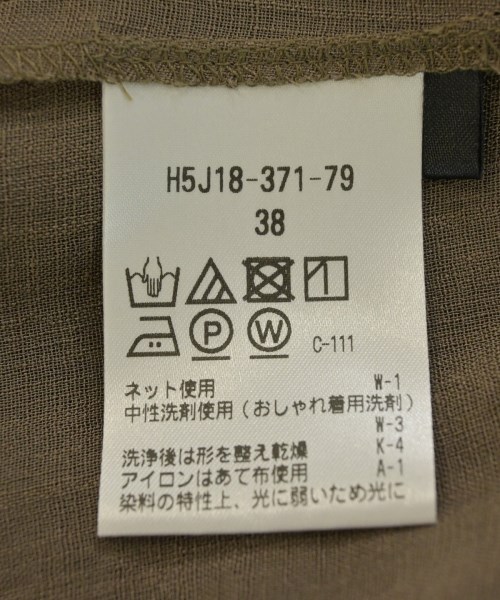 H5J18-371-79
38
P W C-111
ネット使用 W-1
中性洗剤使用(おしゃれ着用洗剤)
W-3
洗浄後は形を整え乾燥 K-4
アイロンはあて布使用 A-1
染料の特性上、光に弱いため光に